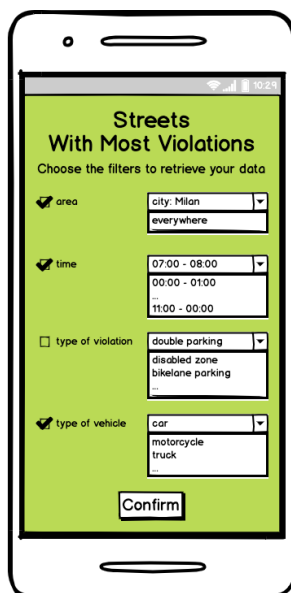 10:29
Streets
With Most Violations
Choose the filters to retrieve your data
area
city: Milan
everywhere
time
07:00 - 08:00
00:00 - 01:00
...
11:00 - 00:00
type of violation
double parking
disabled zone
bikelane parking
...
type of vehicle
car
motorcycle
truck
...
Confirm